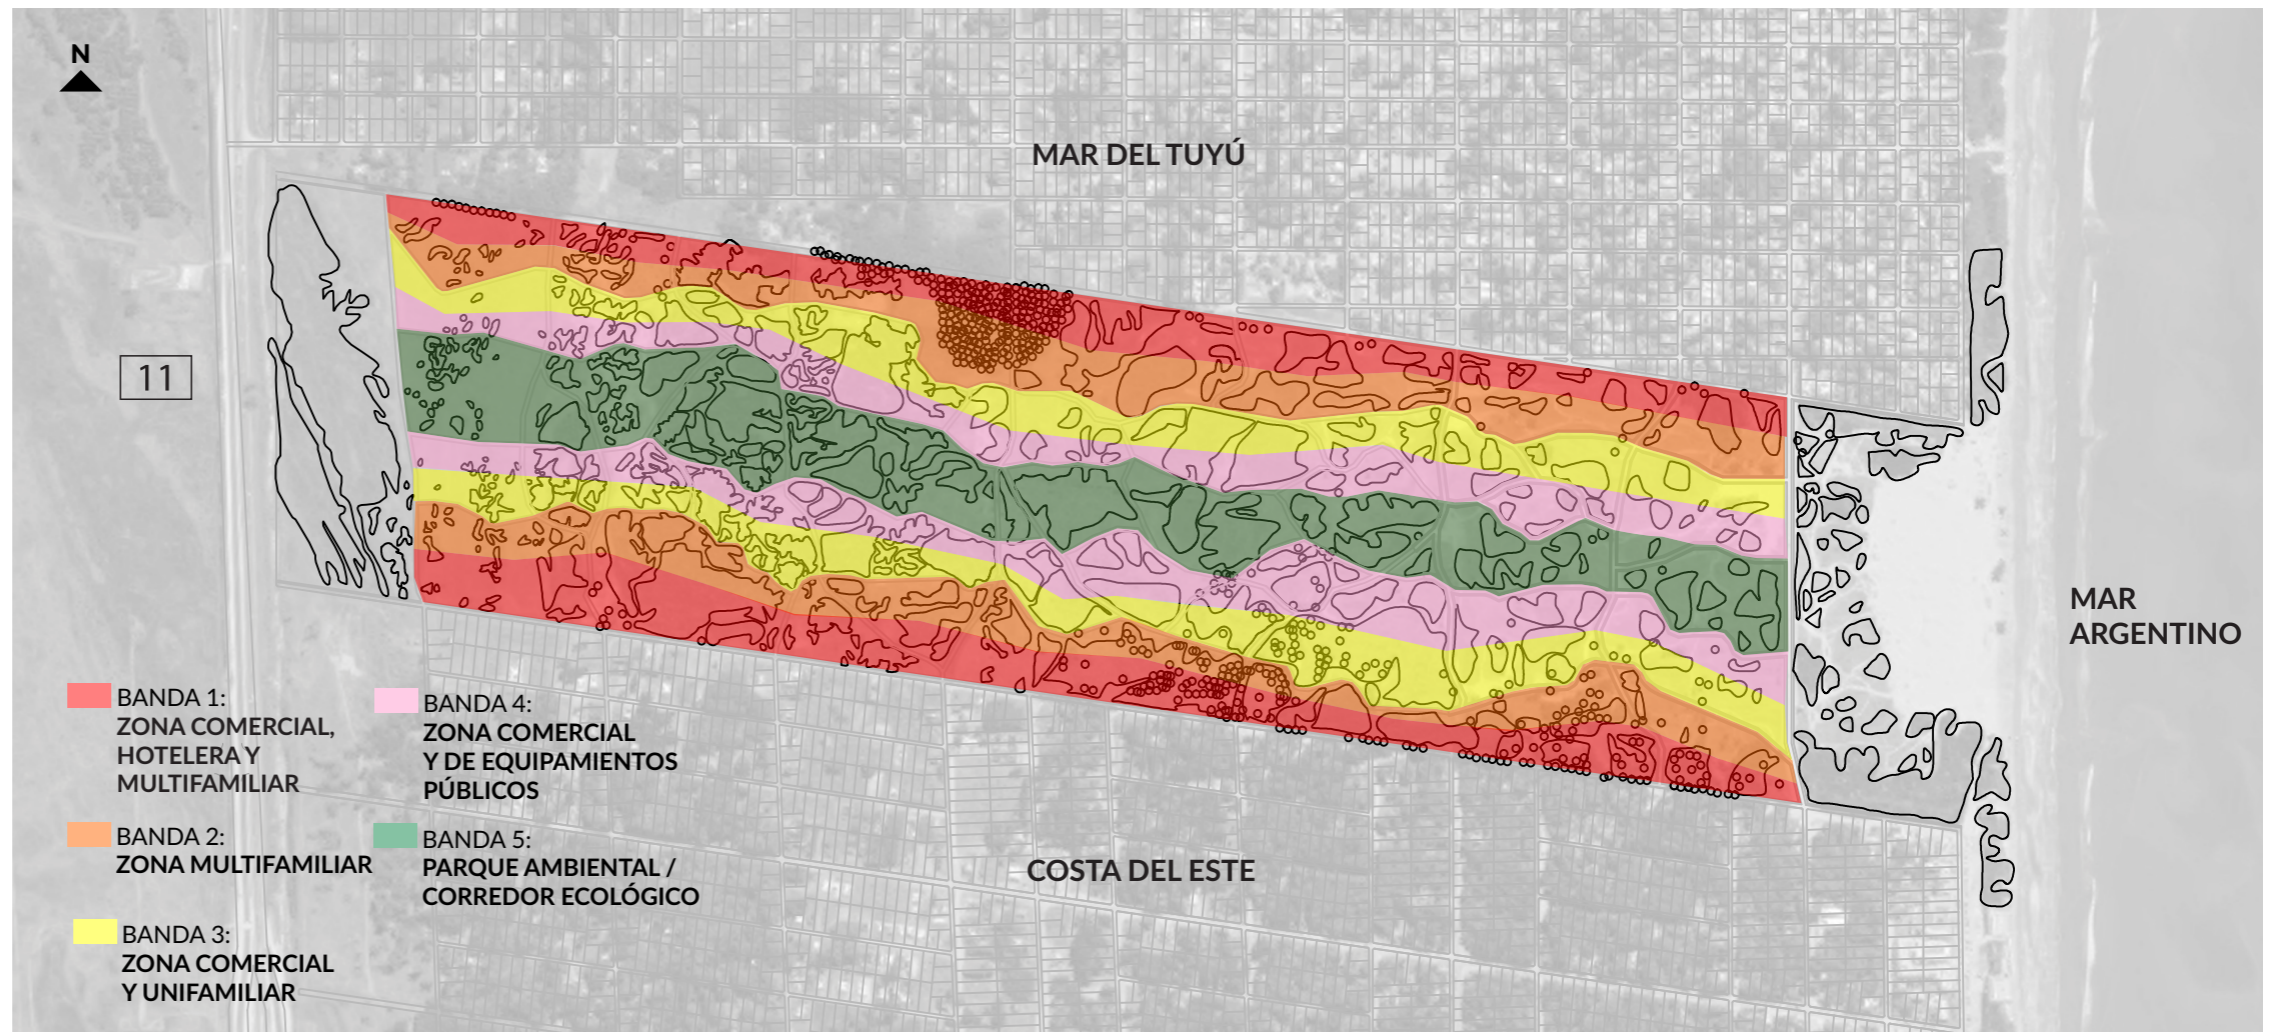 N
MAR DEL TUYÚ
11
MAR
ARGENTINO
COSTA DEL ESTE
BANDA 1:
ZONA COMERCIAL,
HOTELERA Y
MULTIFAMILIAR
BANDA 2:
ZONA MULTIFAMILIAR
BANDA 3:
ZONA COMERCIAL
Y UNIFAMILIAR
BANDA 4:
ZONA COMERCIAL
Y DE EQUIPAMIENTOS
PÚBLICOS
BANDA 5:
PARQUE AMBIENTAL /
CORREDOR ECOLÓGICO